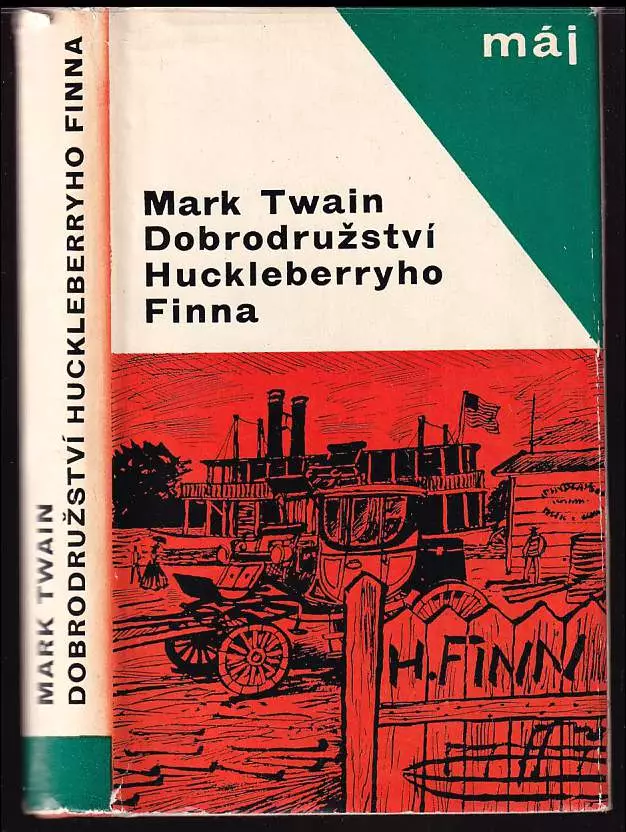 máj
Mark Twain
Dobrodružství
Huckleberryho
Finna
H.FINN
MARK TWAIN
DOBRODRUŽSTVÍ HUCKLEBERRYHO FINNA